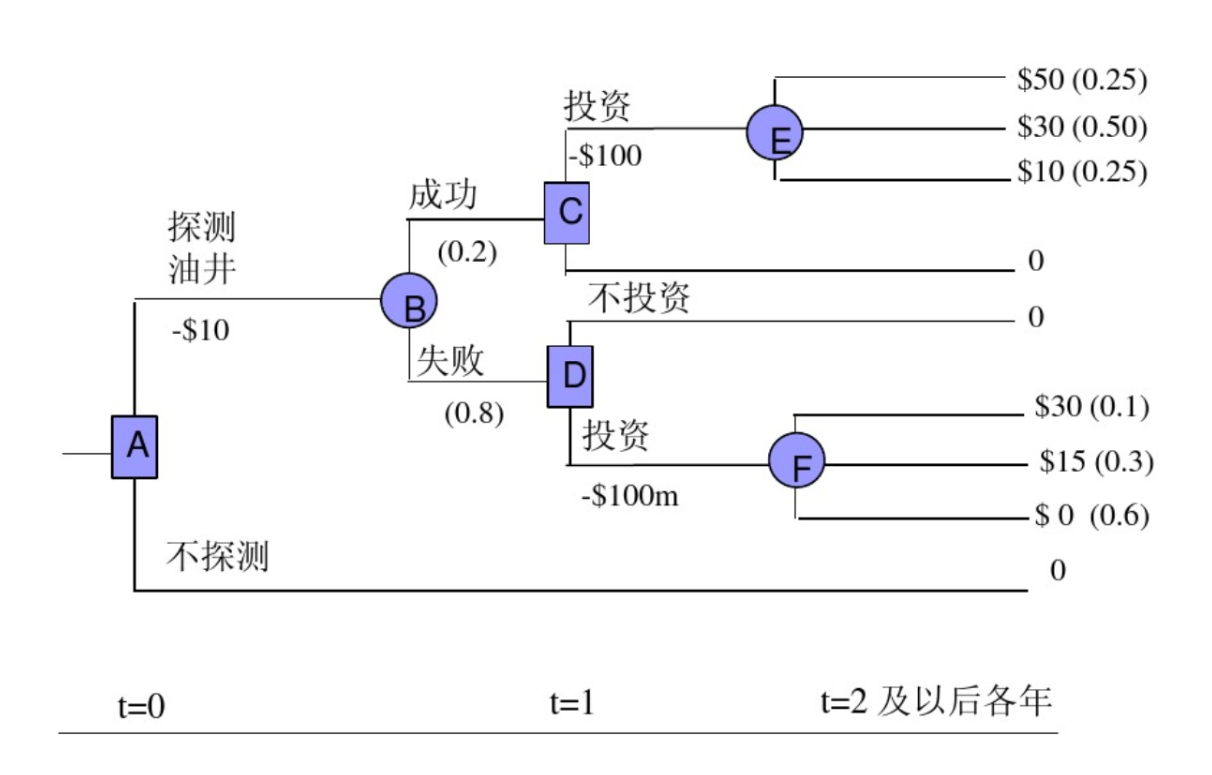 $50 (0.25)
投资
$30 (0.50)
E
-$100
$10 (0.25)
成功
C
探测
油井
(0.2)
0
不投资
0
B
-$10
失败
D
(0.8)
$30 (0.1)
投资
A
F
$15 (0.3)
-$100m
$ 0 (0.6)
不探测
0
t=0
t=1
t=2 及以后各年